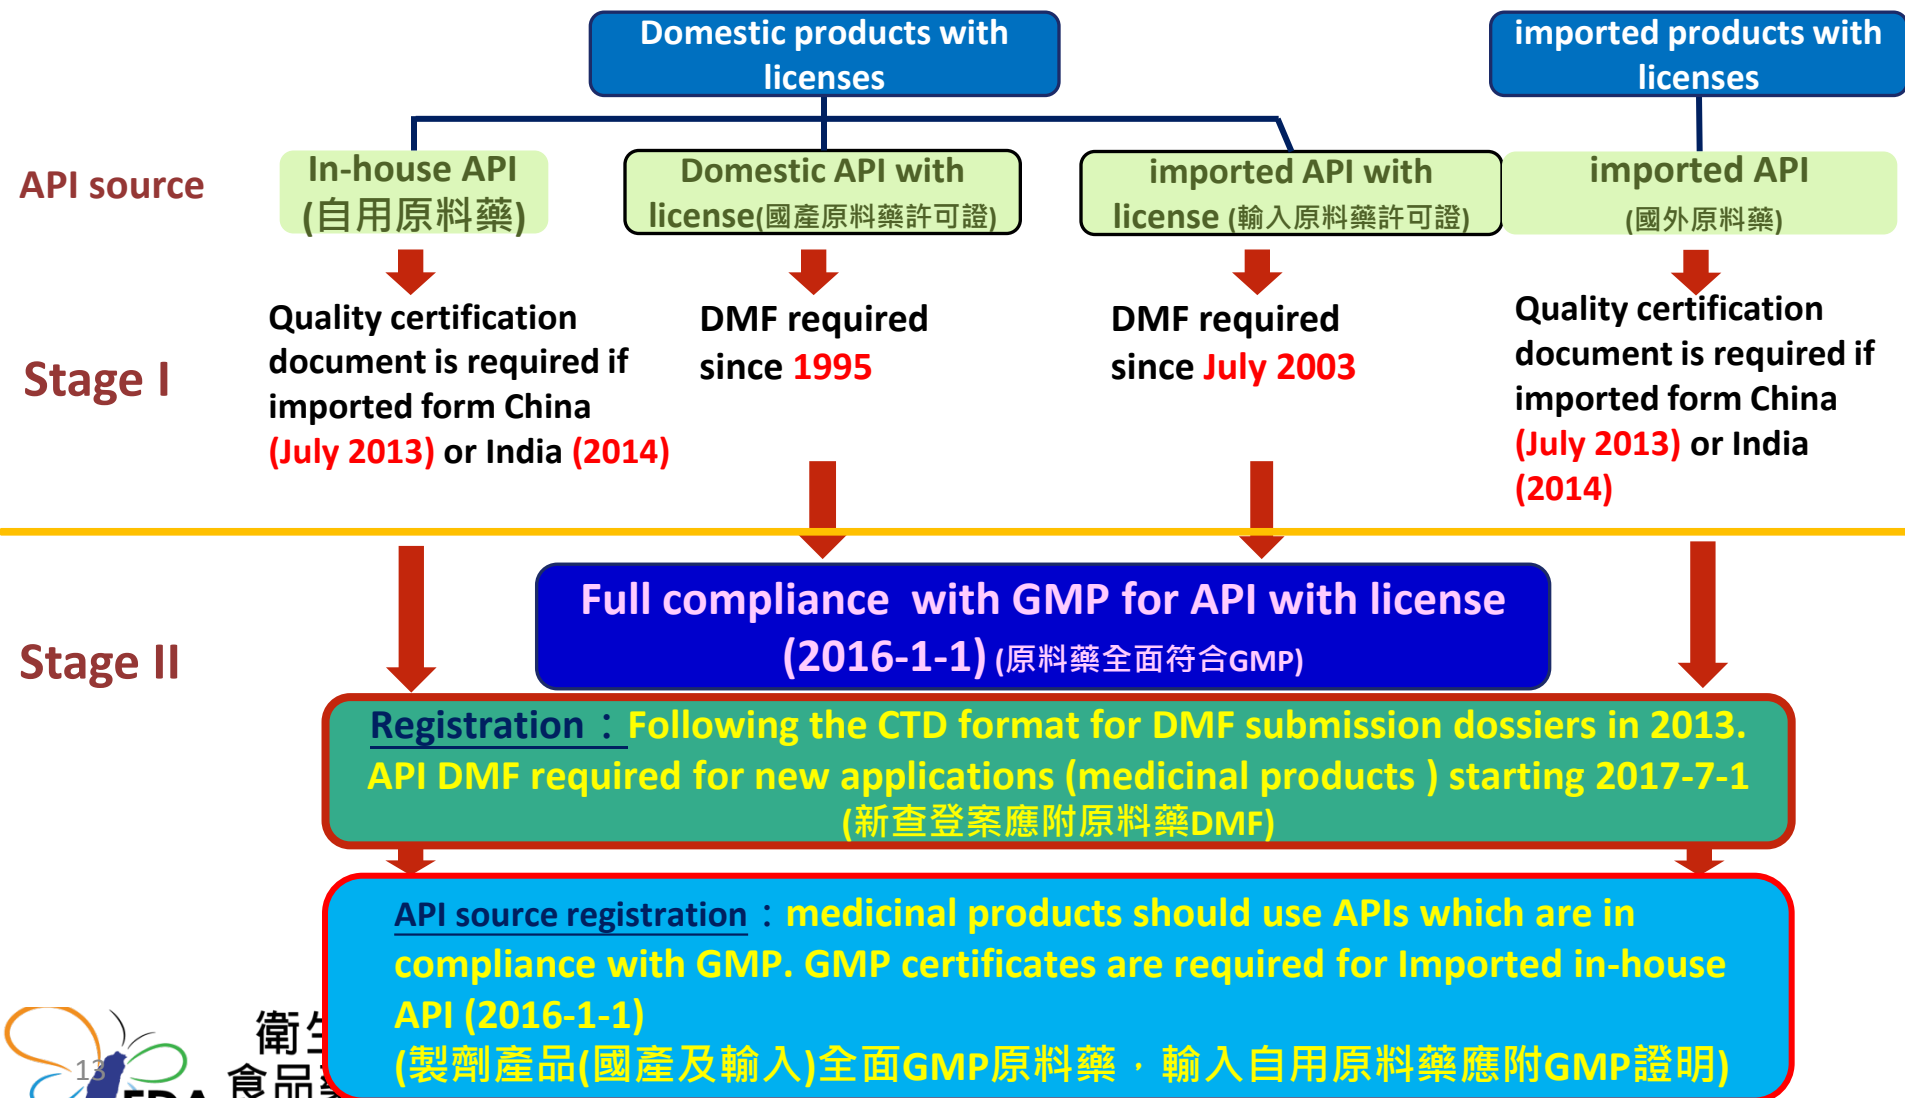 Domestic products with
licenses
imported products with
licenses
API source
In-house API
(自用原料藥)
Domestic API with
license(國產原料藥許可證)
imported API with
license (輸入原料藥許可證)
imported API
(國外原料藥)
Stage I
Quality certification
document is required if
imported form China
(July 2013) or India (2014)
DMF required
since 1995
DMF required
since July 2003
Quality certification
document is required if
imported form China
(July 2013) or India
(2014)
Stage II
Full compliance with GMP for API with license
(2016-1-1) (原料藥全面符合GMP)
Registration：Following the CTD format for DMF submission dossiers in 2013.
API DMF required for new applications (medicinal products ) starting 2017-7-1
(新查登案應附原料藥DMF)
API source registration：medicinal products should use APIs which are in
compliance with GMP. GMP certificates are required for Imported in-house
API (2016-1-1)
(製劑產品(國產及輸入)全面GMP原料藥，輸入自用原料藥應附GMP證明)
13
衛生
食品
FDA